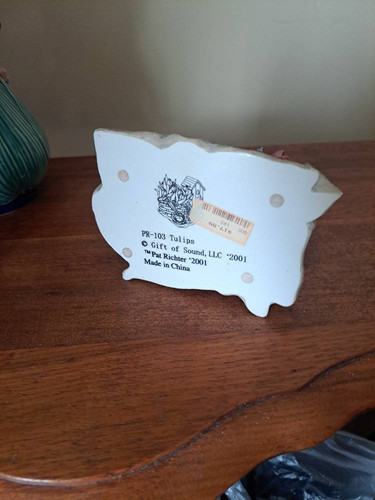 PR-103 Tulips
© Gift of Sound, LLC '2001
™Pat Richter '2001
Made in China